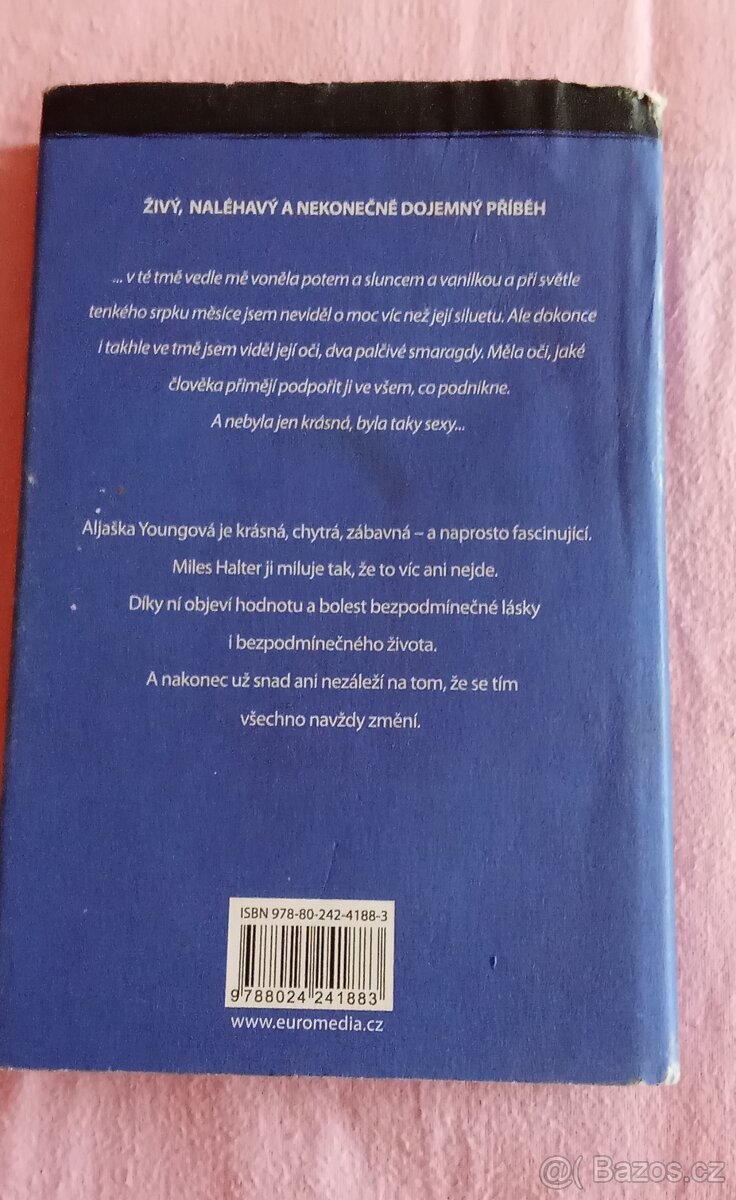 ŽIVÝ, NALÉHAVÝ A NEKONEČNĚ DOJEMNÝ PŘÍBĚH
... v té tmě vedle mě voněla potem a sluncem a vanilkou a při světle
tenkého srpku měsíce jsem neviděl o moc víc než její siluetu. Ale dokonce
i takhle ve tmě jsem viděl její oči, dva palčivé smaragdy. Měla oči, jaké
člověka přimějí podpořit ji ve všem, co podnikne.
A nebyla jen krásná, byla taky sexy...
Aljaška Youngová je krásná, chytrá, zábavná – a naprosto fascinující.
Miles Halter ji miluje tak, že to víc ani nejde.
Díky ní objeví hodnotu a bolest bezpodmínečné lásky
i bezpodmínečného života.
A nakonec už snad ani nezáleží na tom, že se tím
všechno navždy změní.
ISBN 978-80-242-4188-3
9 788024 241883
www.euromedia.cz
@( Bazos.cz